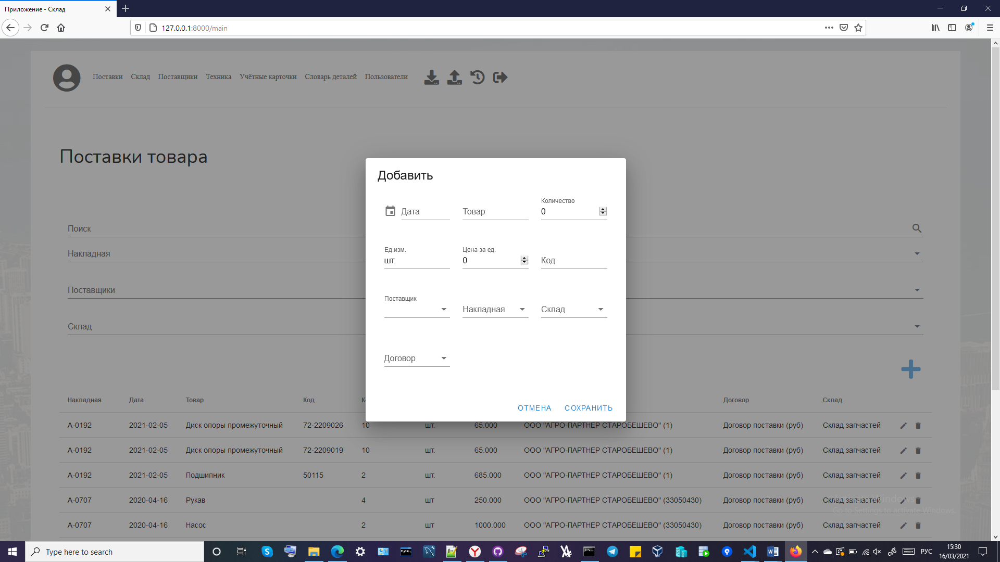 Приложение - Склад
127.0.0.1:8000/main
Поставки Склад Поставщики Техника Учётные карточки Словарь деталей Пользователи
Поставки товара
Поиск
Накладная
Поставщики
Склад
Добавить
Дата Товар Количество 0
Ед.изм. шт. Цена за ед. 0 Код
Поставщик Накладная Склад
Договор
ОТМЕНА СОХРАНИТЬ
Накладная Дата Товар Код Договор Склад
А-0192 2021-02-05 Диск опоры промежуточный 72-2209026 10 шт. 65.000 ООО "АГРО-ПАРТНЕР СТАРОБЕШЕВО" (1) Договор поставки (руб) Склад запчастей
А-0192 2021-02-05 Диск опоры промежуточный 72-2209019 10 шт. 65.000 ООО "АГРО-ПАРТНЕР СТАРОБЕШЕВО" (1) Договор поставки (руб) Склад запчастей
А-0192 2021-02-05 Подшипник 50115 2 шт. 685.000 ООО "АГРО-ПАРТНЕР СТАРОБЕШЕВО" (1) Договор поставки (руб) Склад запчастей
А-0707 2020-04-16 Рукав 4 шт 250.000 ООО "АГРО-ПАРТНЕР СТАРОБЕШЕВО" (33050430) Договор поставки (руб) Склад запчастей
А-0707 2020-04-16 Насос 2 шт 1000.000 ООО "АГРО-ПАРТНЕР СТАРОБЕШЕВО" (33050430) Договор поставки (руб) Склад запчастей
Go to Settings to activate Windows.
Type here to search
РУС
15:30
16/03/2021